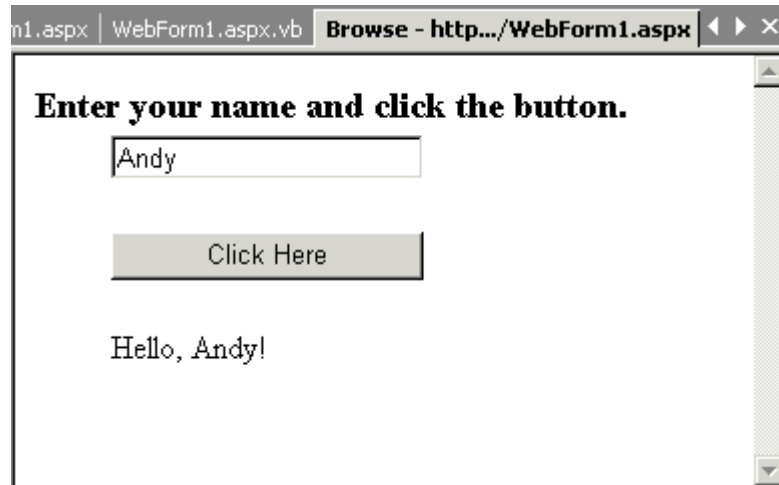 m1.aspx WebForm1.aspx.vb Browse - http.../WebForm1.aspx
Enter your name and click the button.
Andy
Click Here
Hello, Andy!